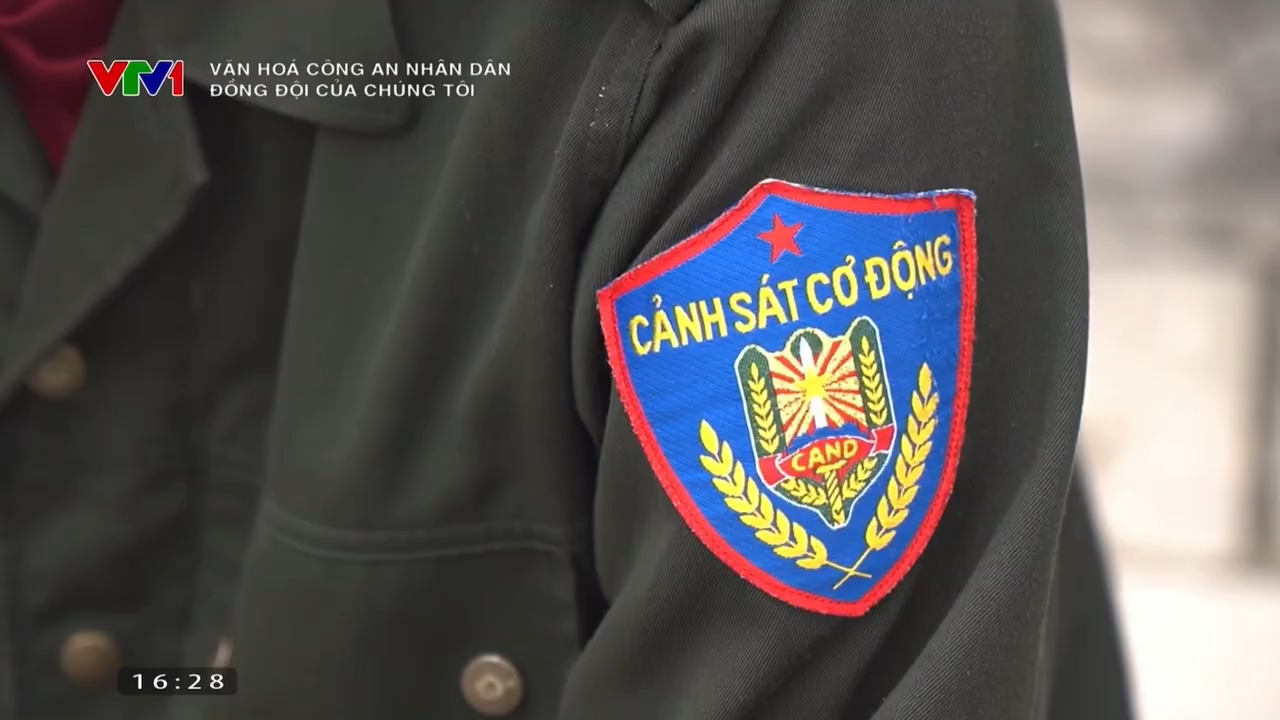 VTV1
VĂN HOÁ CÔNG AN NHÂN DÂN
ĐỒNG ĐỘI CỦA CHÚNG TÔI
CẢNH SÁT CƠ ĐỘNG
CAND
16:28